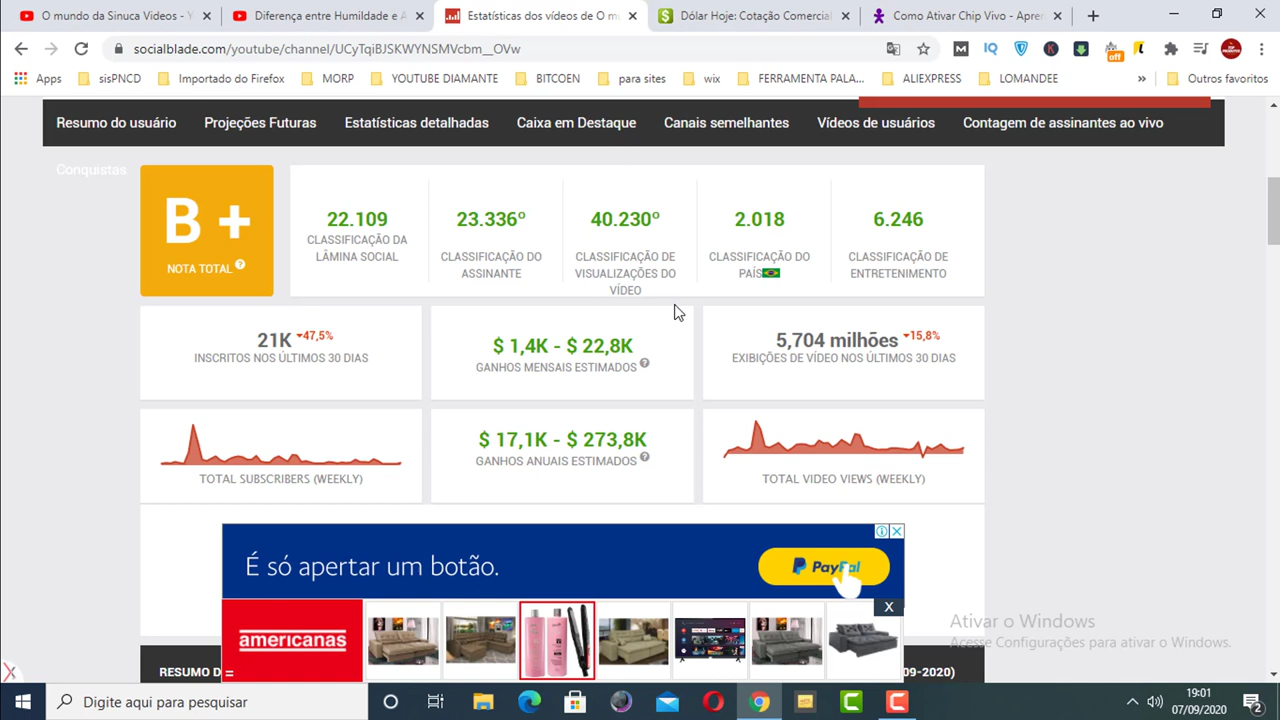 O mundo da Sinuca Videos - Y
Diferença entre Humildade e A
Estatísticas dos vídeos de O m
Dólar Hoje: Cotação Comercial
Como Ativar Chip Vivo - Apren
socialblade.com/youtube/channel/UCyTqiBJSKWYNSMVcbm__OVw
off
Apps
sisPNCD
Importado do Firefox
MORP
YOUTUBE DIAMANTE
BITCOEN
para sites
wix
FERRAMENTA PALA...
ALIEXPRESS
LOMANDEE
»
Outros favoritos
Resumo do usuário
Projeções Futuras
Estatísticas detalhadas
Caixa em Destaque
Canais semelhantes
Vídeos de usuários
Contagem de assinantes ao vivo
Conquistas
B +
NOTA TOTAL
22.109
CLASSIFICAÇÃO DA
LÂMINA SOCIAL
23.336º
CLASSIFICAÇÃO DO
ASSINANTE
40.230º
CLASSIFICAÇÃO DE
VISUALIZAÇÕES DO
VÍDEO
2.018
CLASSIFICAÇÃO DO
PAÍS
6.246
CLASSIFICAÇÃO DE
ENTRETENIMENTO
21K 47,5%
INSCRITOS NOS ÚLTIMOS 30 DIAS
$ 1,4K - $ 22,8K
GANHOS MENSAIS ESTIMADOS
5,704 milhões 15,8%
EXIBIÇÕES DE VÍDEO NOS ÚLTIMOS 30 DIAS
TOTAL SUBSCRIBERS (WEEKLY)
$ 17,1K - $ 273,8K
GANHOS ANUAIS ESTIMADOS
TOTAL VIDEO VIEWS (WEEKLY)
É só apertar um botão.
PayPal
X
americanas
Ativar o Windows
Acesse Configurações para ativar o Windows.
RESUMO D
09-2020)
Digite aqui para pesquisar
19:01
07/09/2020
2